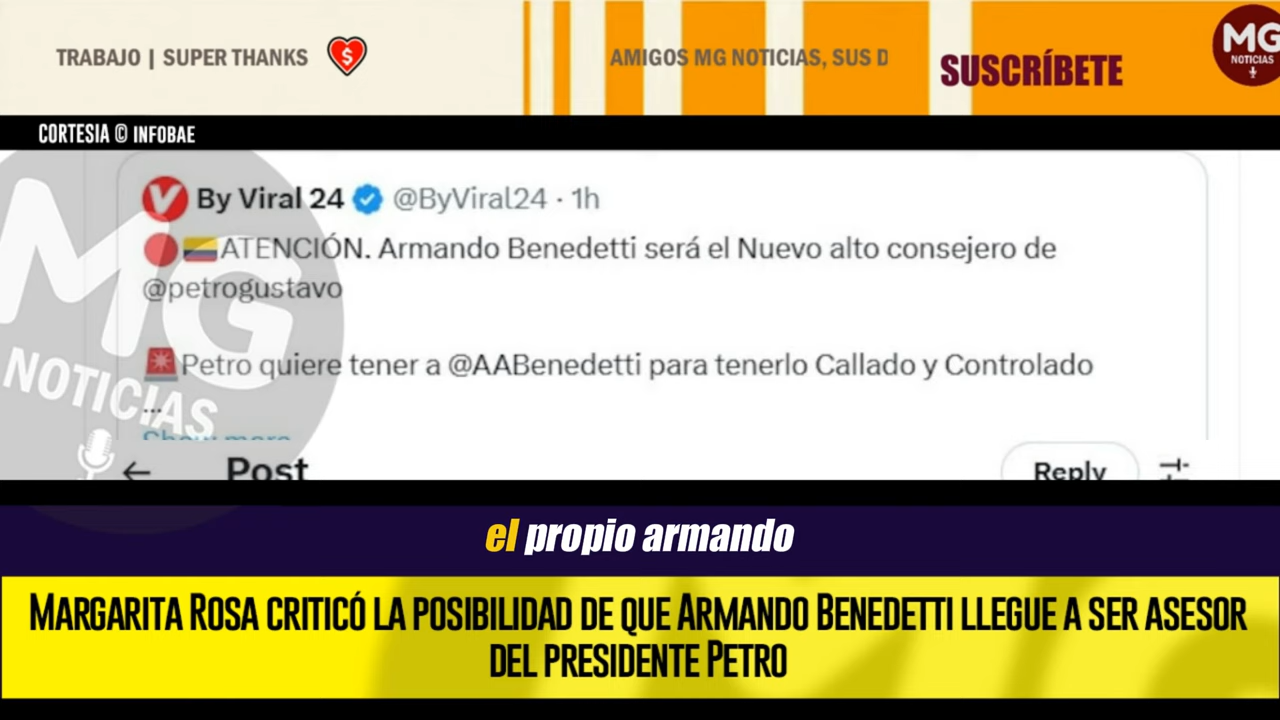 TRABAJO | SUPER THANKS
AMIGOS MG NOTICIAS, SUS D
SUSCRÍBETE
MG
NOTICIAS
CORTESIA © INFOBAE
By Viral 24 @ByViral24 · 1h
ATENCIÓN. Armando Benedetti será el Nuevo alto consejero de
@petrogustavo
Petro quiere tener a @AABenedetti para tenerlo Callado y Controlado
...
Show more
MG
NOTICIAS
← Post
Reply
el propio armando
MARGARITA ROSA CRITICÓ LA POSIBILIDAD DE QUE ARMANDO BENEDETTI LLEGUE A SER ASESOR
DEL PRESIDENTE PETRO